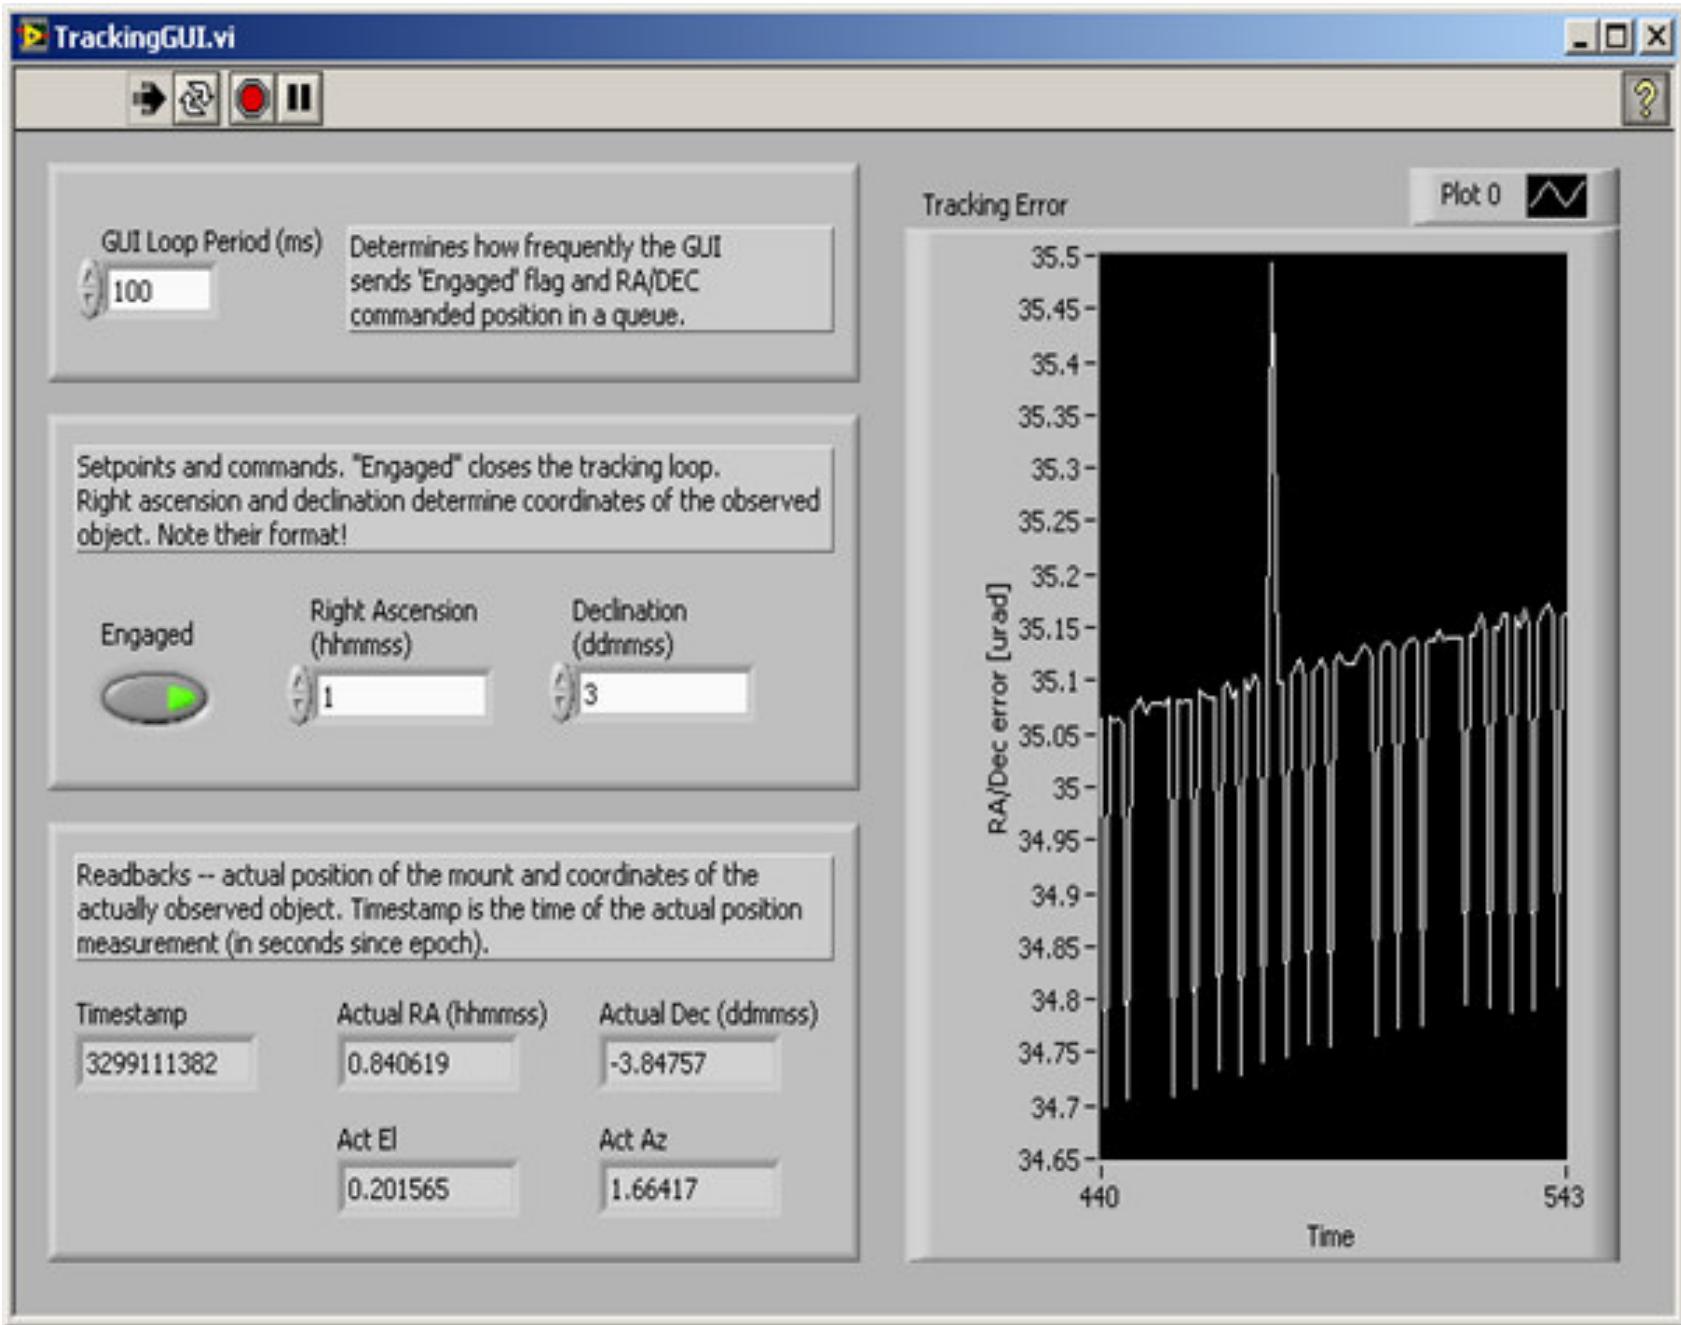 TrackingGUI.vi
GUI Loop Period (ms)
100
Determines how frequently the GUI
sends 'Engaged' flag and RA/DEC
commanded position in a queue.
Setpoints and commands. "Engaged" closes the tracking loop.
Right ascension and declination determine coordinates of the observed
object. Note their format!
Engaged
Right Ascension
(hhmmss)
1
Declination
(ddmmss)
3
Readbacks -- actual position of the mount and coordinates of the
actually observed object. Timestamp is the time of the actual position
measurement (in seconds since epoch).
Timestamp
3299111382
Actual RA (hhmmss)
0.840619
Actual Dec (ddmmss)
-3.84757
Act El
0.201565
Act Az
1.66417
Tracking Error
Plot 0
RA/Dec error [urad]
35.5
35.45
35.4
35.35
35.3
35.25
35.2
35.15
35.1
35.05
35
34.95
34.9
34.85
34.8
34.75
34.7
34.65
440
543
Time